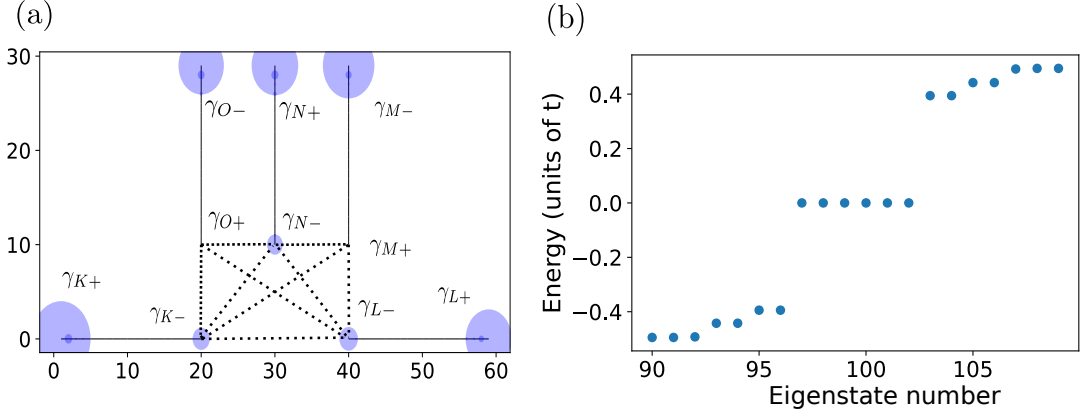 (a)
30
20
10
0
0 10 20 30 40 50 60
γO−
γN+
γM−
γO+
γN−
γM+
γK+
γK−
γL−
γL+
(b)
Energy (units of t)
0.4
0.2
0.0
−0.2
−0.4
90 95 100 105
Eigenstate number